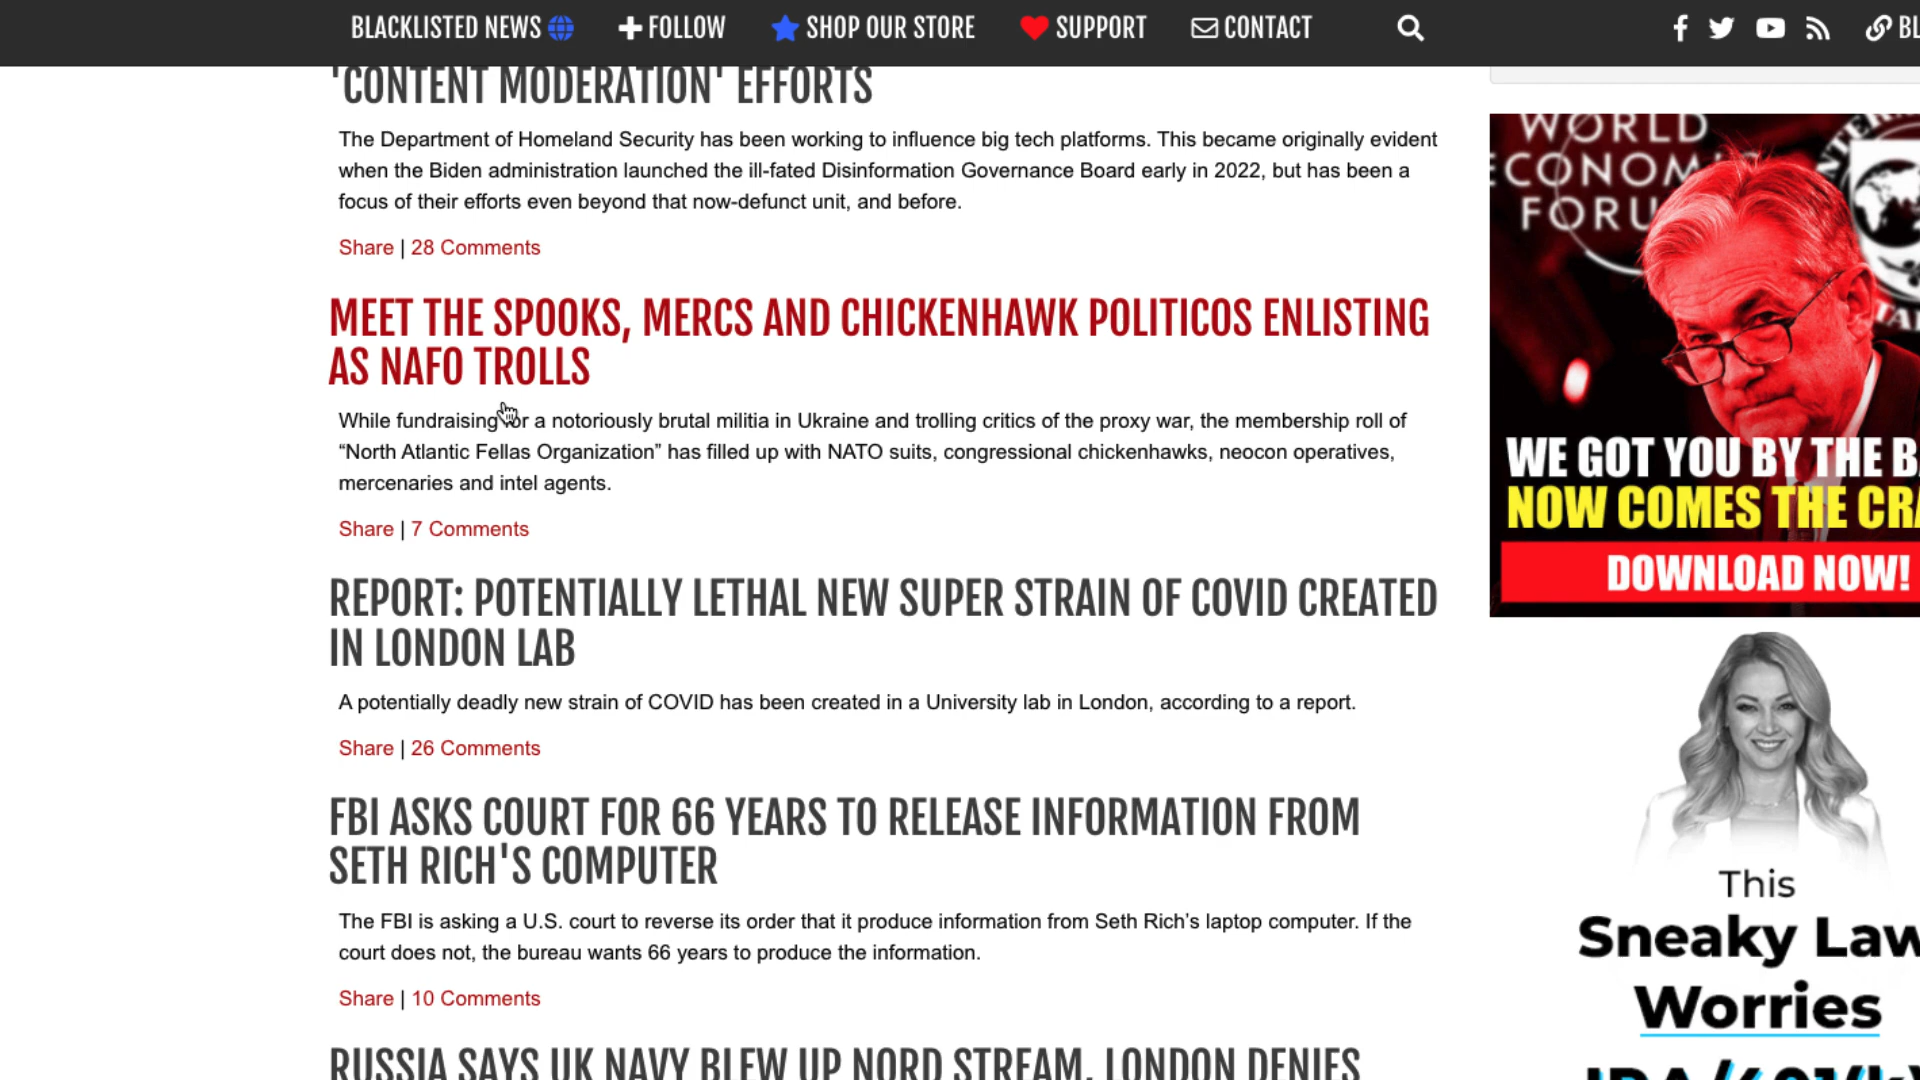 BLACKLISTED NEWS FOLLOW SHOP OUR STORE SUPPORT CONTACT
'CONTENT MODERATION' EFFORTS
The Department of Homeland Security has been working to influence big tech platforms. This became originally evident
when the Biden administration launched the ill-fated Disinformation Governance Board early in 2022, but has been a
focus of their efforts even beyond that now-defunct unit, and before.
Share | 28 Comments
MEET THE SPOOKS, MERCS AND CHICKENHAWK POLITICOS ENLISTING
AS NAFO TROLLS
While fundraising for a notoriously brutal militia in Ukraine and trolling critics of the proxy war, the membership roll of
“North Atlantic Fellas Organization” has filled up with NATO suits, congressional chickenhawks, neocon operatives,
mercenaries and intel agents.
Share | 7 Comments
REPORT: POTENTIALLY LETHAL NEW SUPER STRAIN OF COVID CREATED
IN LONDON LAB
A potentially deadly new strain of COVID has been created in a University lab in London, according to a report.
Share | 26 Comments
FBI ASKS COURT FOR 66 YEARS TO RELEASE INFORMATION FROM
SETH RICH'S COMPUTER
The FBI is asking a U.S. court to reverse its order that it produce information from Seth Rich’s laptop computer. If the
court does not, the bureau wants 66 years to produce the information.
Share | 10 Comments
RUSSIA SAYS UK NAVY BLEW UP NORD STREAM, LONDON DENIES
WORLD
ECONOM
FORU
WE GOT YOU BY THE B
NOW COMES THE CRA
DOWNLOAD NOW!
This
Sneaky Law
Worries